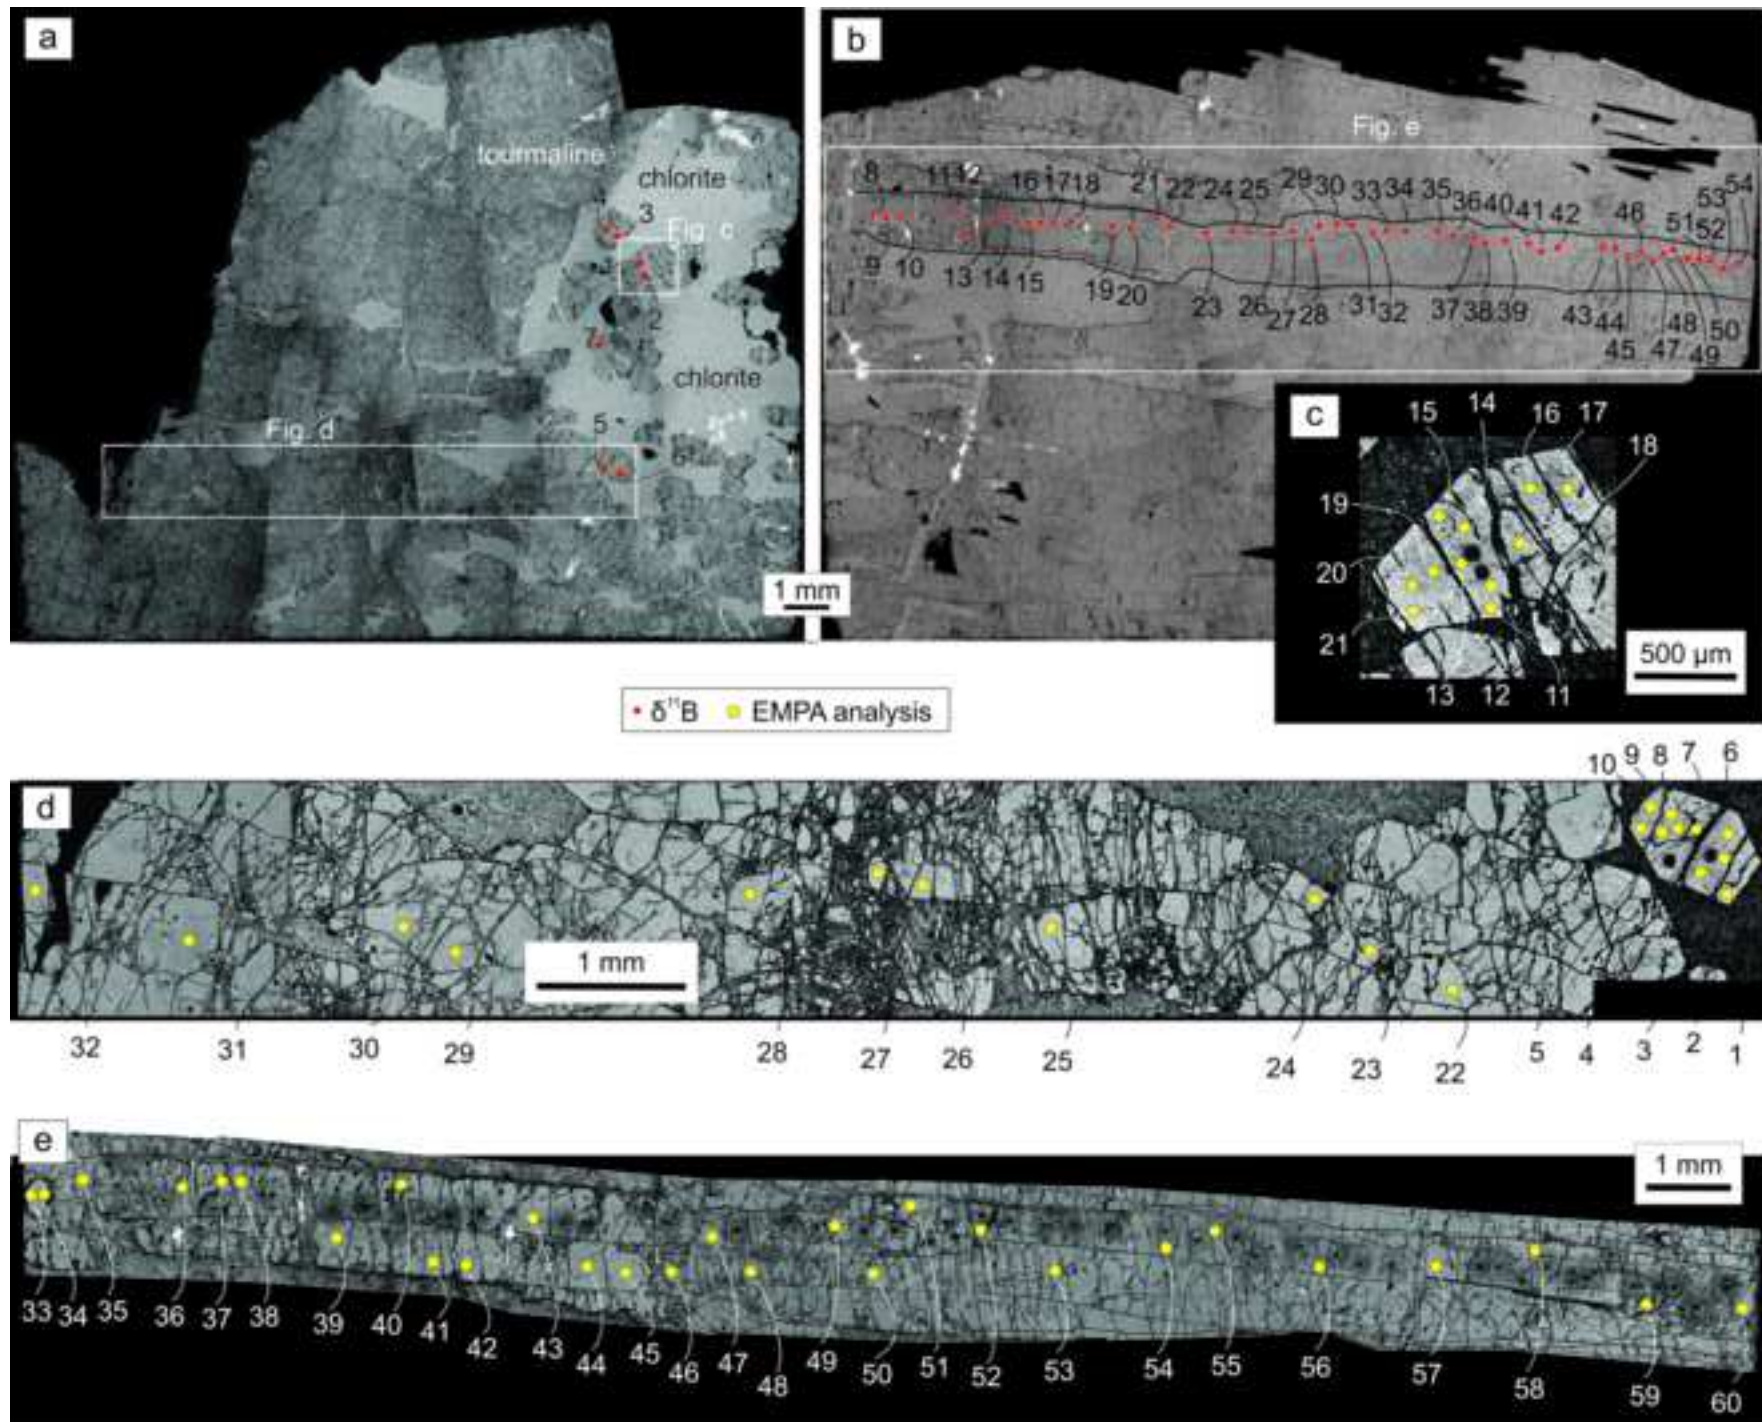 a
tourmaline
chlorite
3
Fig. c
2
chlorite
Fig. d
5
1 mm
b
Fig. e
8 11 12 16 17 18 21 22 24 25 29 30 33 34 35 36 40 41 42 46 51 52 53 54
9 10 13 14 15 19 20 23 26 27 28 31 32 37 38 39 43 44 45 47 48 49 50
c
15 14 16 17
18
19
20
21
13 12 11
500 µm
δ¹¹B EMPA analysis
d
10 9 8 7 6
1 mm
32 31 30 29 28 27 26 25 24 23 22 5 4 3 2 1
e
1 mm
33 34 35 36 37 38 39 40 41 42 43 44 45 46 47 48 49 50 51 52 53 54 55 56 57 58 59 60